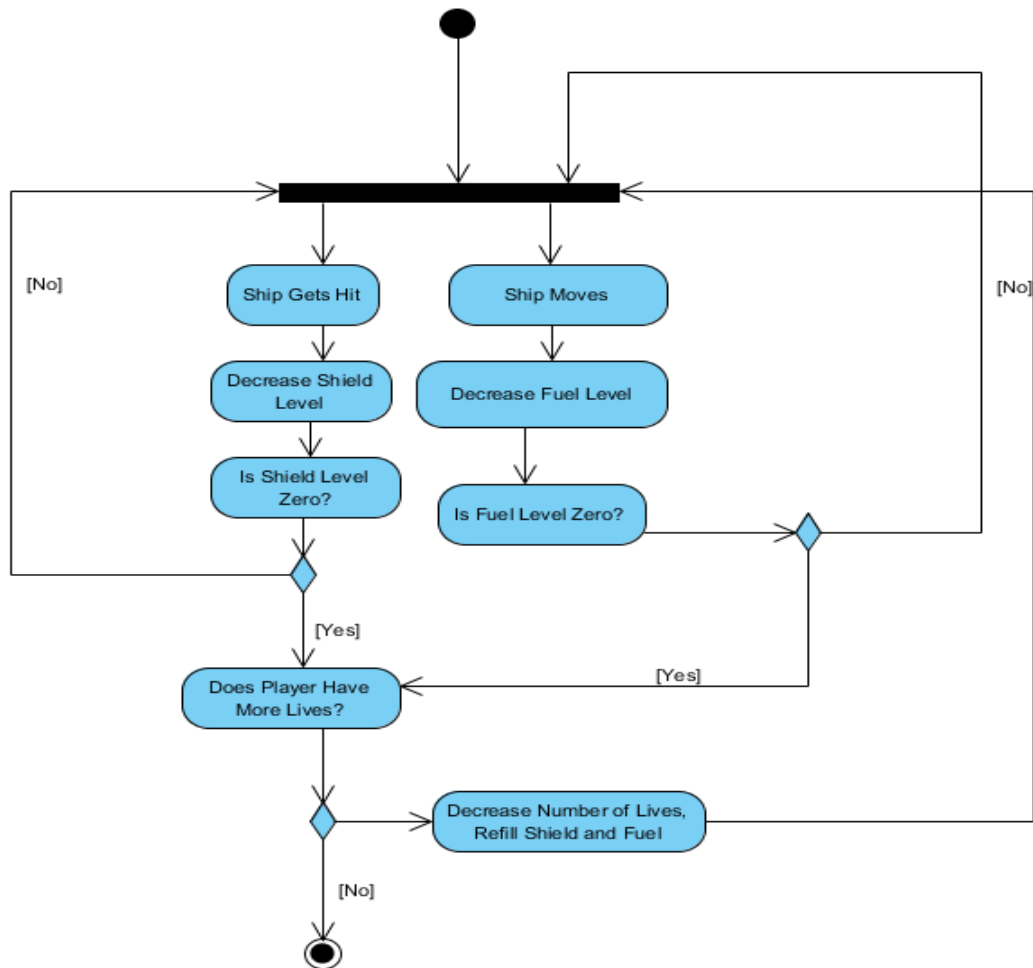 [No]
[No]
Ship Gets Hit
Ship Moves
Decrease Shield
Level
Decrease Fuel Level
Is Shield Level
Zero?
Is Fuel Level Zero?
[Yes]
[Yes]
Does Player Have
More Lives?
Decrease Number of Lives,
Refill Shield and Fuel
[No]